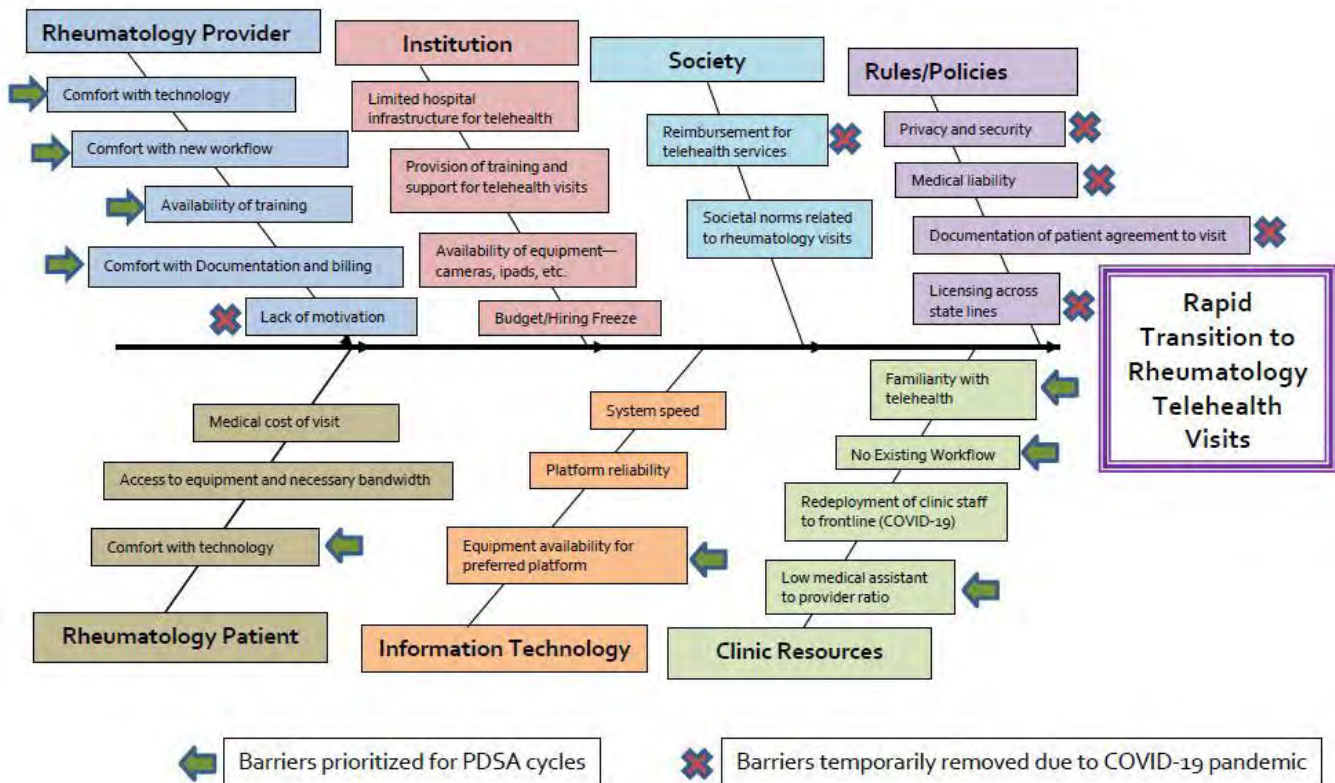 Rheumatology Provider
Comfort with technology
Comfort with new workflow
Availability of training
Comfort with Documentation and billing
Lack of motivation
Institution
Limited hospital
infrastructure for telehealth
Provision of training and
support for telehealth visits
Availability of equipment—
cameras, ipads, etc.
Budget/Hiring Freeze
Society
Reimbursement for
telehealth services
Societal norms related
to rheumatology visits
Rules/Policies
Privacy and security
Medical liability
Documentation of patient agreement to visit
Licensing across
state lines
Rapid
Transition to
Rheumatology
Telehealth
Visits
Medical cost of visit
Access to equipment and necessary bandwidth
Comfort with technology
Rheumatology Patient
System speed
Platform reliability
Equipment availability for
preferred platform
Information Technology
Familiarity with
telehealth
No Existing Workflow
Redeployment of clinic staff
to frontline (COVID-19)
Low medical assistant
to provider ratio
Clinic Resources
Barriers prioritized for PDSA cycles
Barriers temporarily removed due to COVID-19 pandemic